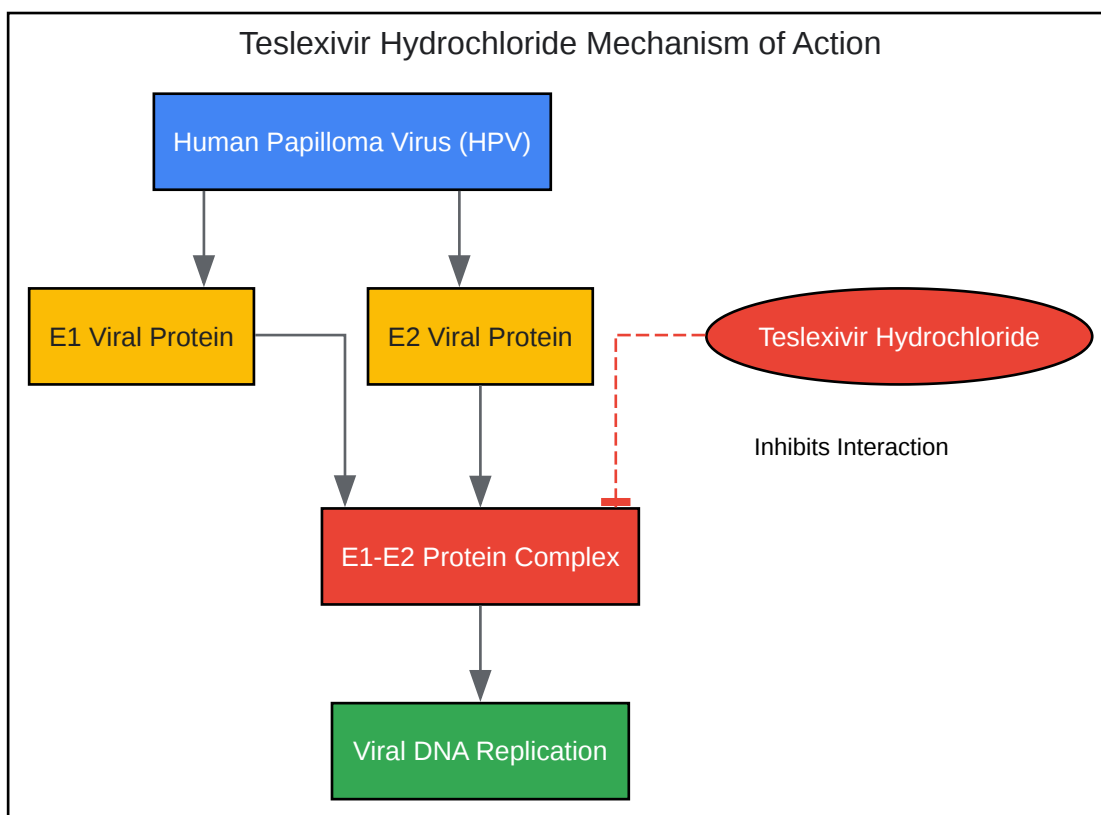 Teslexivir Hydrochloride Mechanism of Action
Human Papilloma Virus (HPV)
E1 Viral Protein
E2 Viral Protein
Teslexivir Hydrochloride
Inhibits Interaction
E1-E2 Protein Complex
Viral DNA Replication